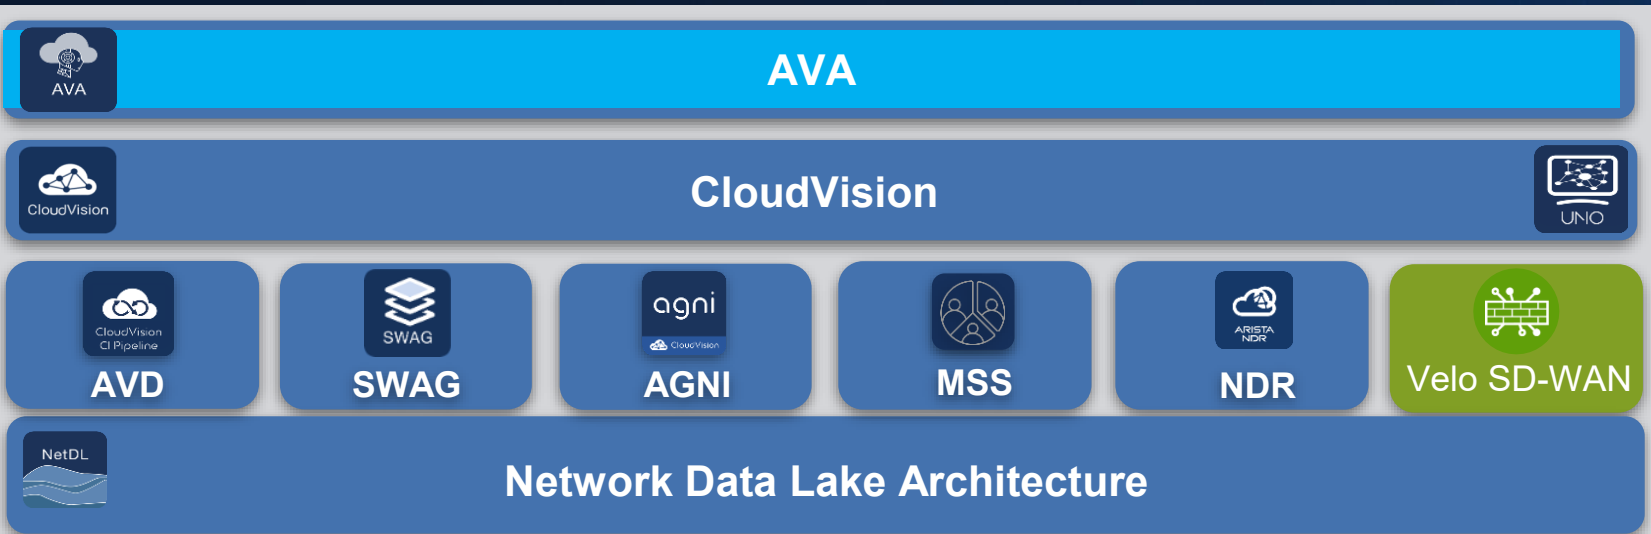 AVA
AVA
CloudVision
CloudVision
UNO
CloudVision
CI Pipeline
AVD
SWAG
SWAG
agni
CloudVision
AGNI
MSS
ARISTA
NDR
NDR
Velo SD-WAN
NetDL
Network Data Lake Architecture